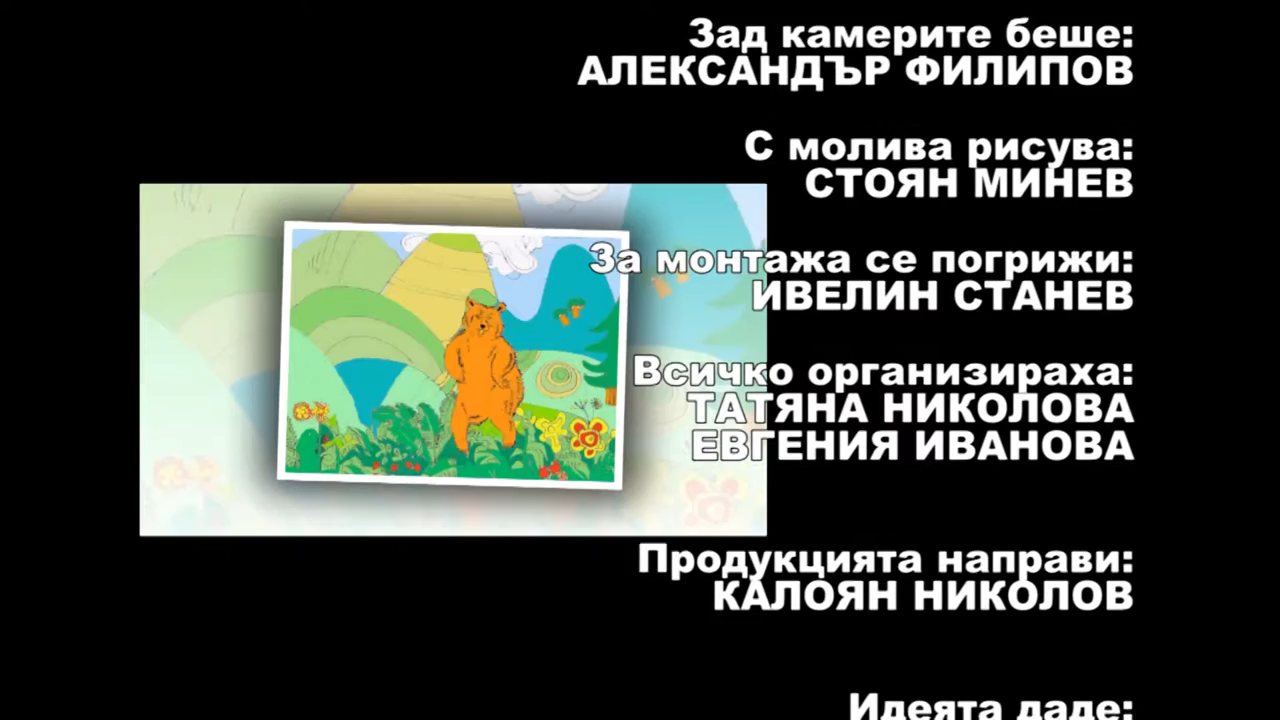 Зад камерите беше:
АЛЕКСАНДЪР ФИЛИПОВ
С молива рисува:
СТОЯН МИНЕВ
За монтажа се погрижи:
ИВЕЛИН СТАНЕВ
Всичко организираха:
ТАТЯНА НИКОЛОВА
ЕВГЕНИЯ ИВАНОВА
Продукцията направи:
КАЛОЯН НИКОЛОВ
Идеята даде: